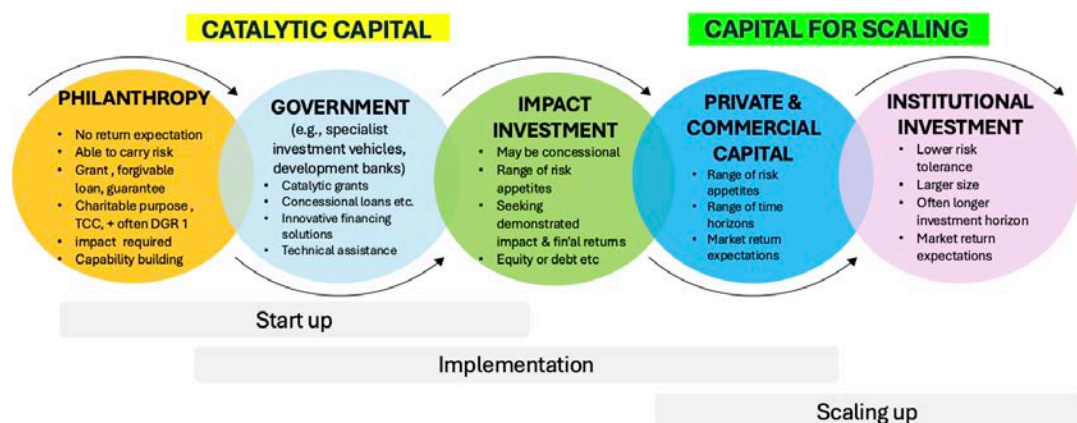 CATALYTIC CAPITAL
CAPITAL FOR SCALING
PHILANTHROPY
• No return expectation
• Able to carry risk
• Grant , forgivable
loan, guarantee
• Charitable purpose ,
TCC, + often DGR 1
• impact required
• Capability building
GOVERNMENT
(e.g., specialist
investment vehicles,
development banks)
• Catalytic grants
• Concessional loans etc.
• Innovative financing
solutions
• Technical assistance
IMPACT
INVESTMENT
• May be concessional
• Range of risk
appetites
• Seeking
demonstrated
impact & fin'al returns
• Equity or debt etc
PRIVATE &
COMMERCIAL
CAPITAL
• Range of risk
appetites
• Range of time
horizons
• Market return
expectations
INSTITUTIONAL
INVESTMENT
• Lower risk
tolerance
• Larger size
• Often longer
investment horizon
• Market return
expectations
Start up
Implementation
Scaling up